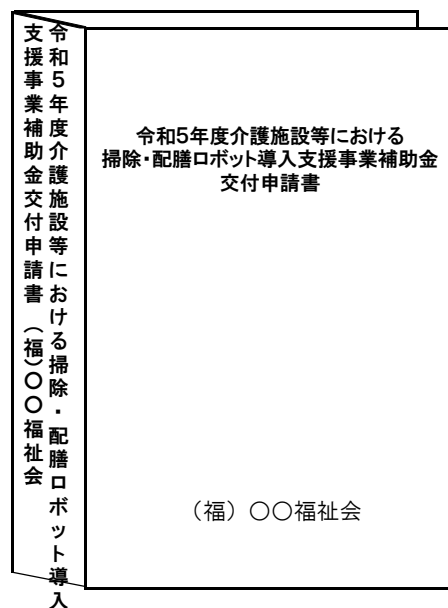 令和５年度介護施設等における掃除・配膳ロボット導入
支援事業補助金交付申請書　（福）〇〇福祉会
令和5年度介護施設等における
掃除・配膳ロボット導入支援事業補助金
交付申請書
（福）〇〇福祉会